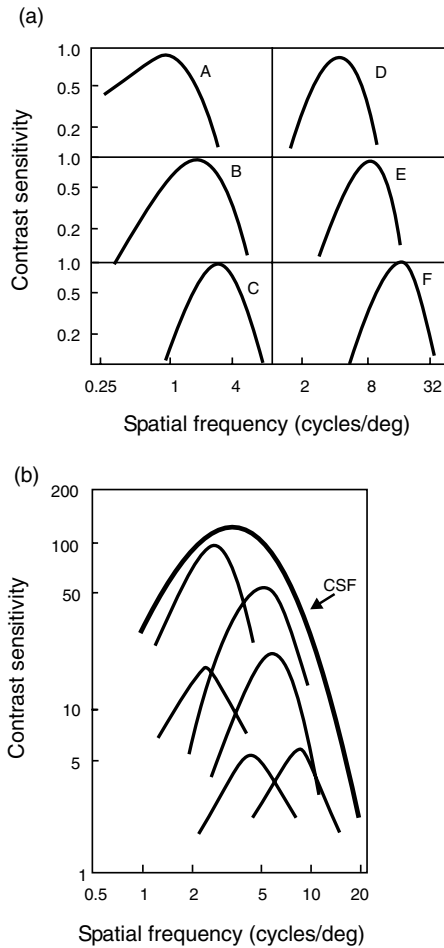 (a)
Contrast sensitivity
1.0
0.5
0.2
1.0
0.5
0.2
1.0
0.5
0.2
A
D
B
E
C
F
0.25 1 4 2 8 32
Spatial frequency (cycles/deg)
(b)
Contrast sensitivity
200
100
50
10
5
1
CSF
0.5 1 2 5 10 20
Spatial frequency (cycles/deg)